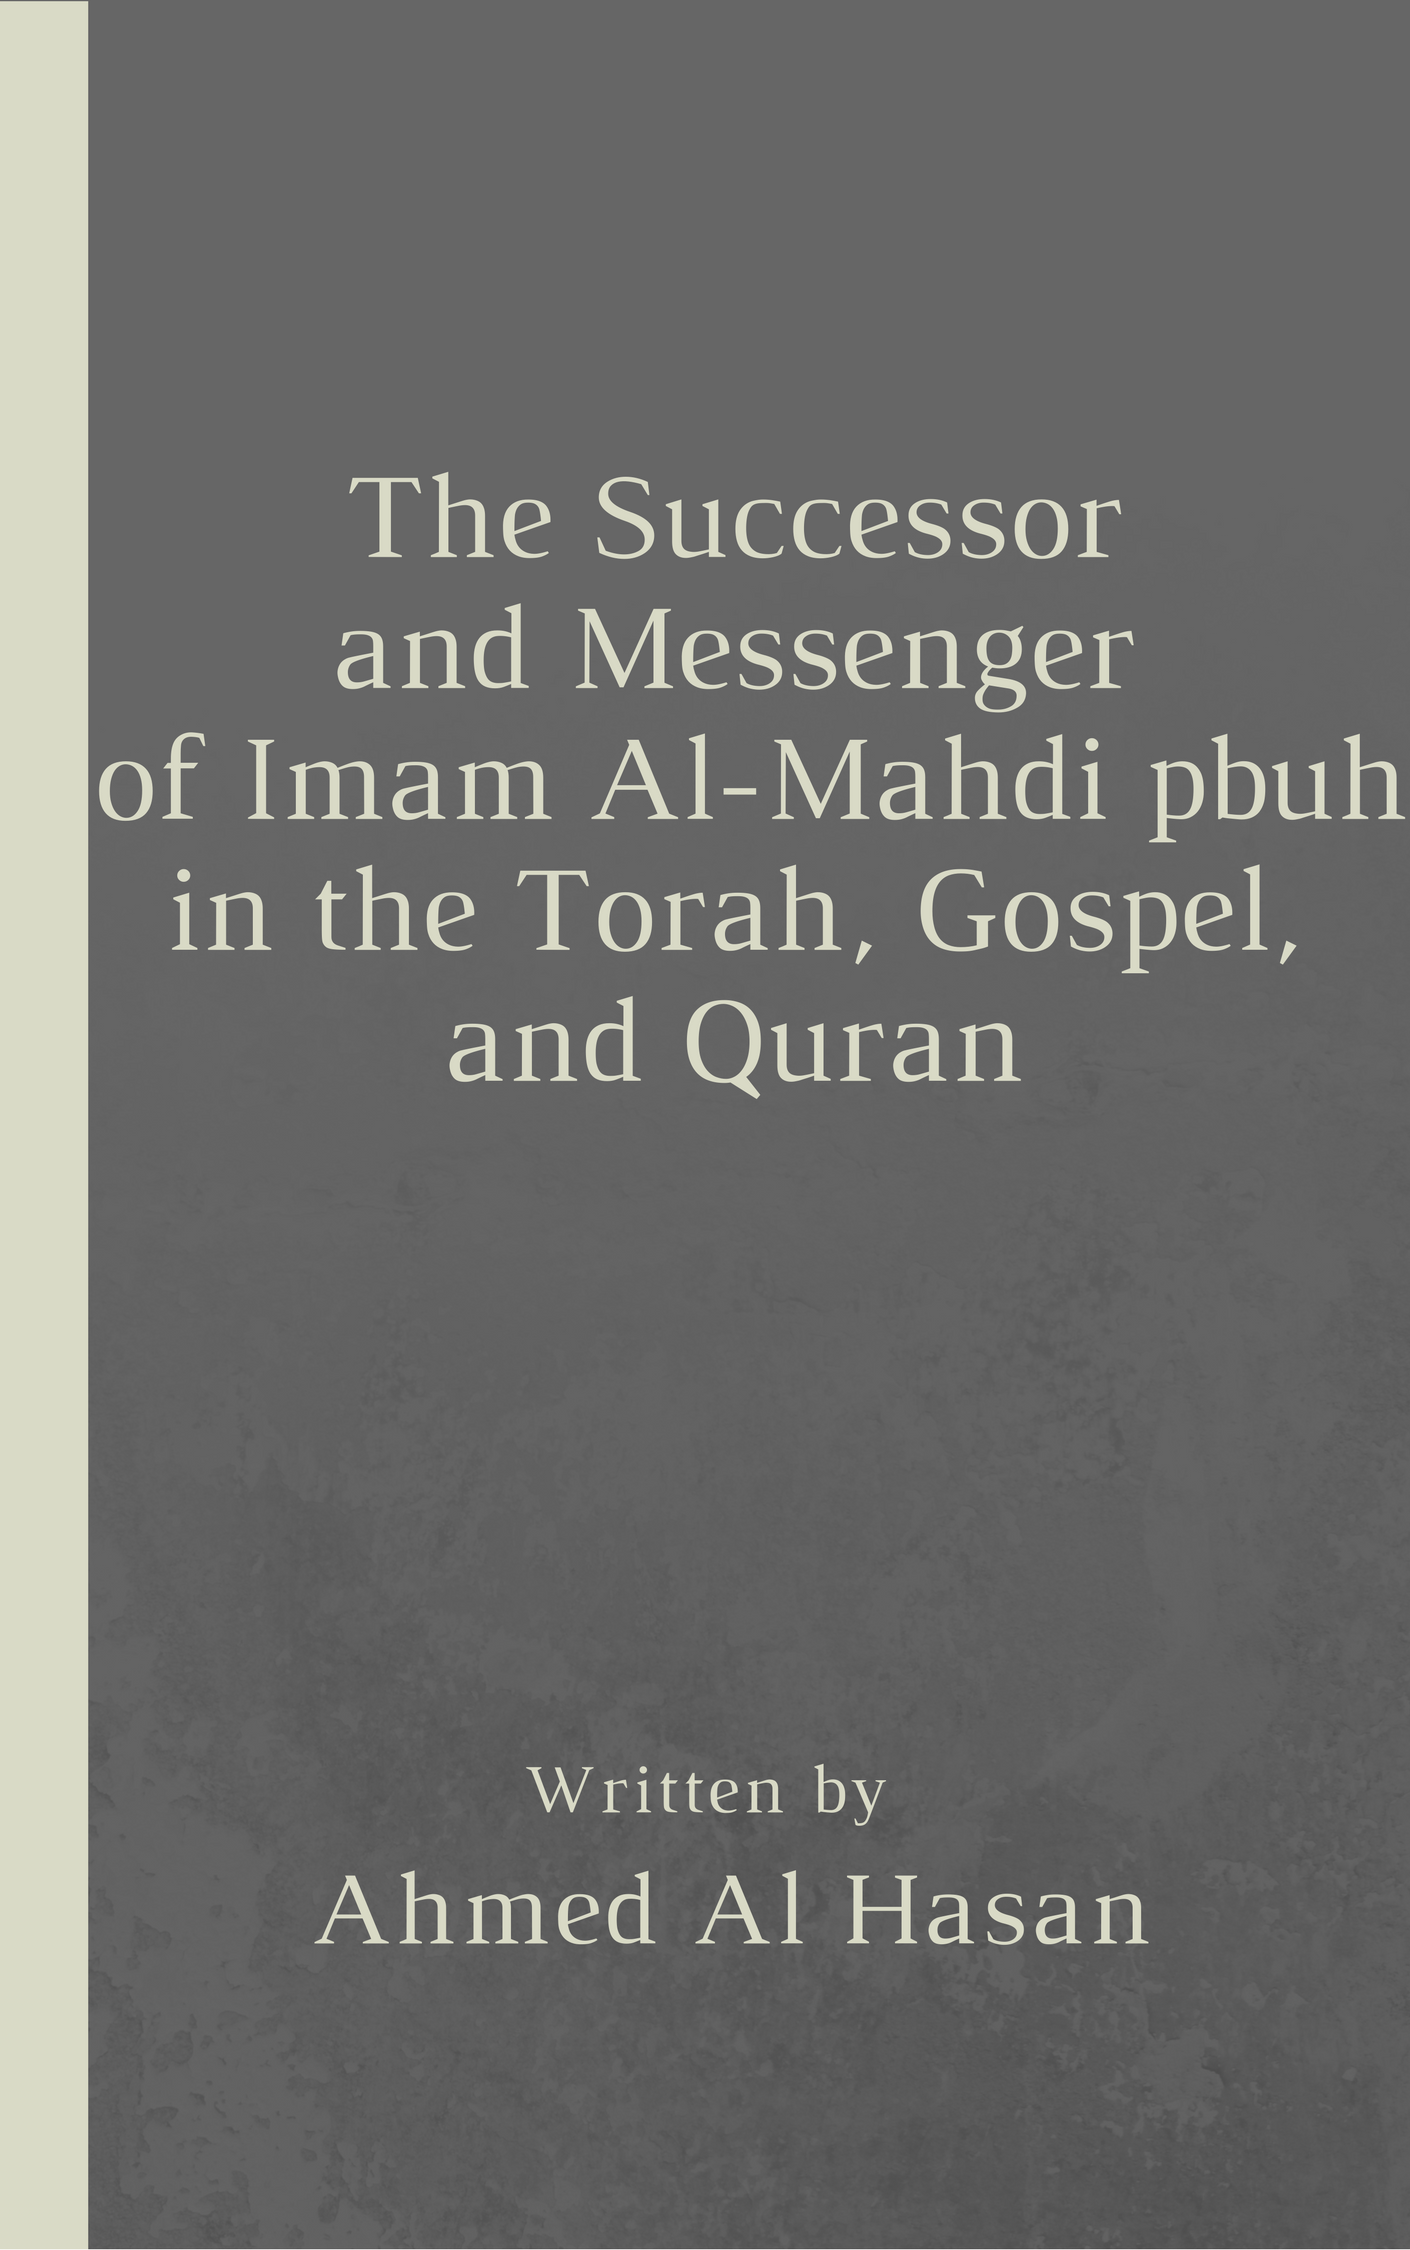 The Successor
and Messenger
of Imam Al-Mahdi pbuh
in the Torah, Gospel,
and Quran
Written by
Ahmed Al Hasan